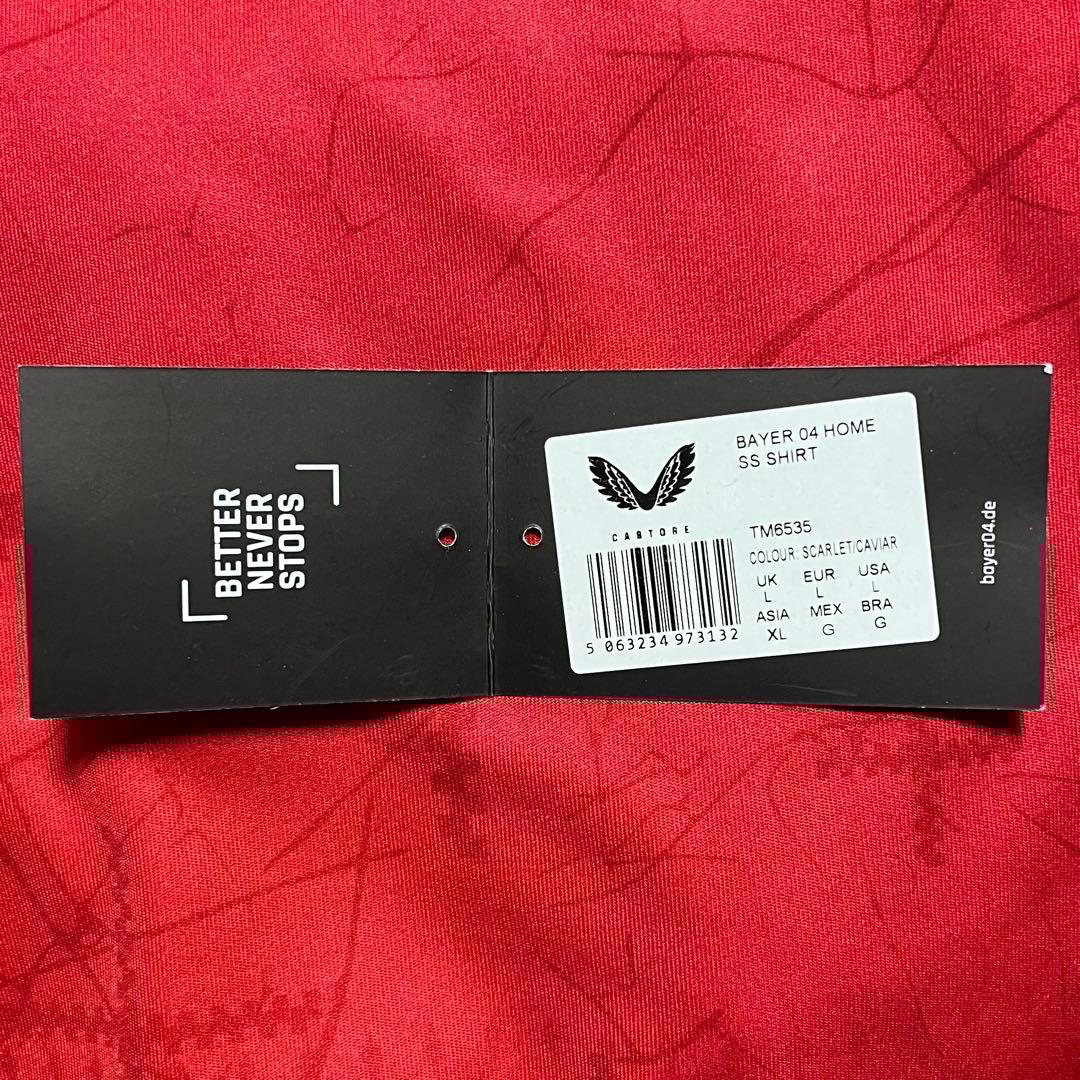 BETTER
NEVER
STOPS
CASTORE
BAYER 04 HOME
SS SHIRT
TM6535
COLOUR: SCARLET/CAVIAR
UK EUR USA
L L L
ASIA MEX BRA
XL G G
5 063234 973132
bayer04.de